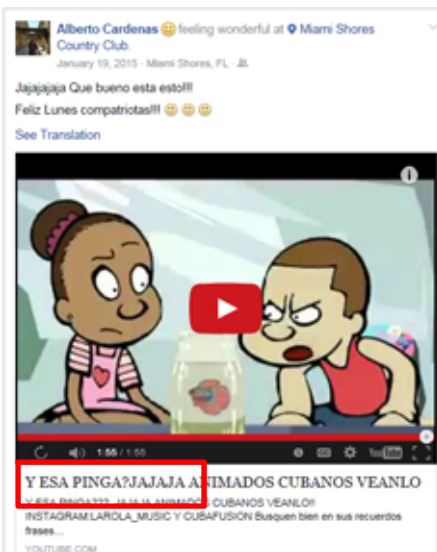 Alberto Cardenas feeling wonderful at Miami Shores
Country Club.
January 19, 2015 · Miami Shores, FL ·
Jajajajaja Que bueno esta esto!!!
Feliz Lunes compatriotas!!!
See Translation
1:55 / 1:55
YouTube
Y ESA PINGA?JAJAJA ANIMADOS CUBANOS VEANLO
Y ESA PINGA??? JAJAJA ANIMADOS CUBANOS VEANLO!!
INSTAGRAM:LAROLA_MUSIC Y CUBAFUSION Busquen bien en sus recuerdos
frases...
YOUTUBE.COM